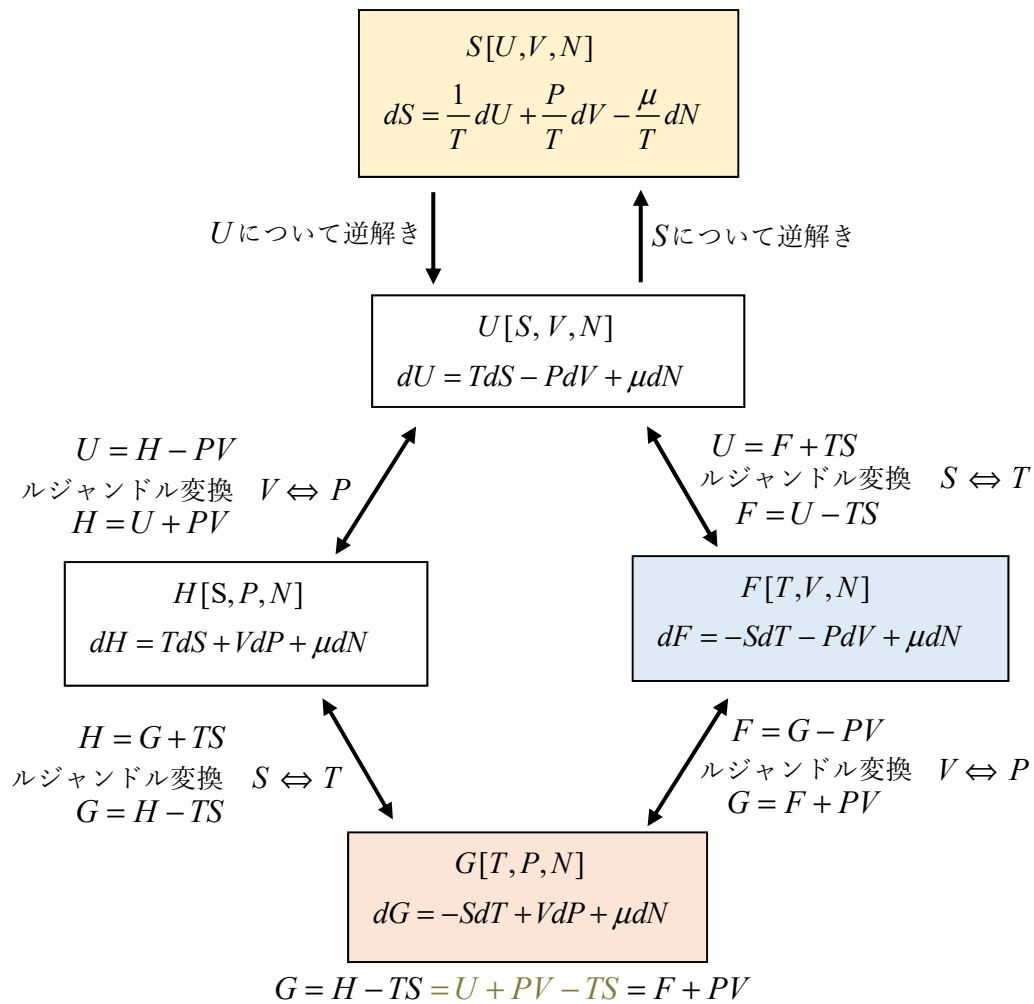 S[U,V,N]
dS = \frac{1}{T}dU + \frac{P}{T}dV − \frac{μ}{T}dN
Uについて逆解き
Sについて逆解き
U[S,V,N]
dU = TdS − PdV + μdN
U = H − PV
ルジャンドル変換 V ⇔ P
H = U + PV
U = F + TS
ルジャンドル変換 S ⇔ T
F = U − TS
H[S,P,N]
dH = TdS + VdP + μdN
F[T,V,N]
dF = −SdT − PdV + μdN
H = G + TS
ルジャンドル変換 S ⇔ T
G = H − TS
F = G − PV
ルジャンドル変換 V ⇔ P
G = F + PV
G[T,P,N]
dG = −SdT + VdP + μdN
G = H − TS = U + PV − TS = F + PV